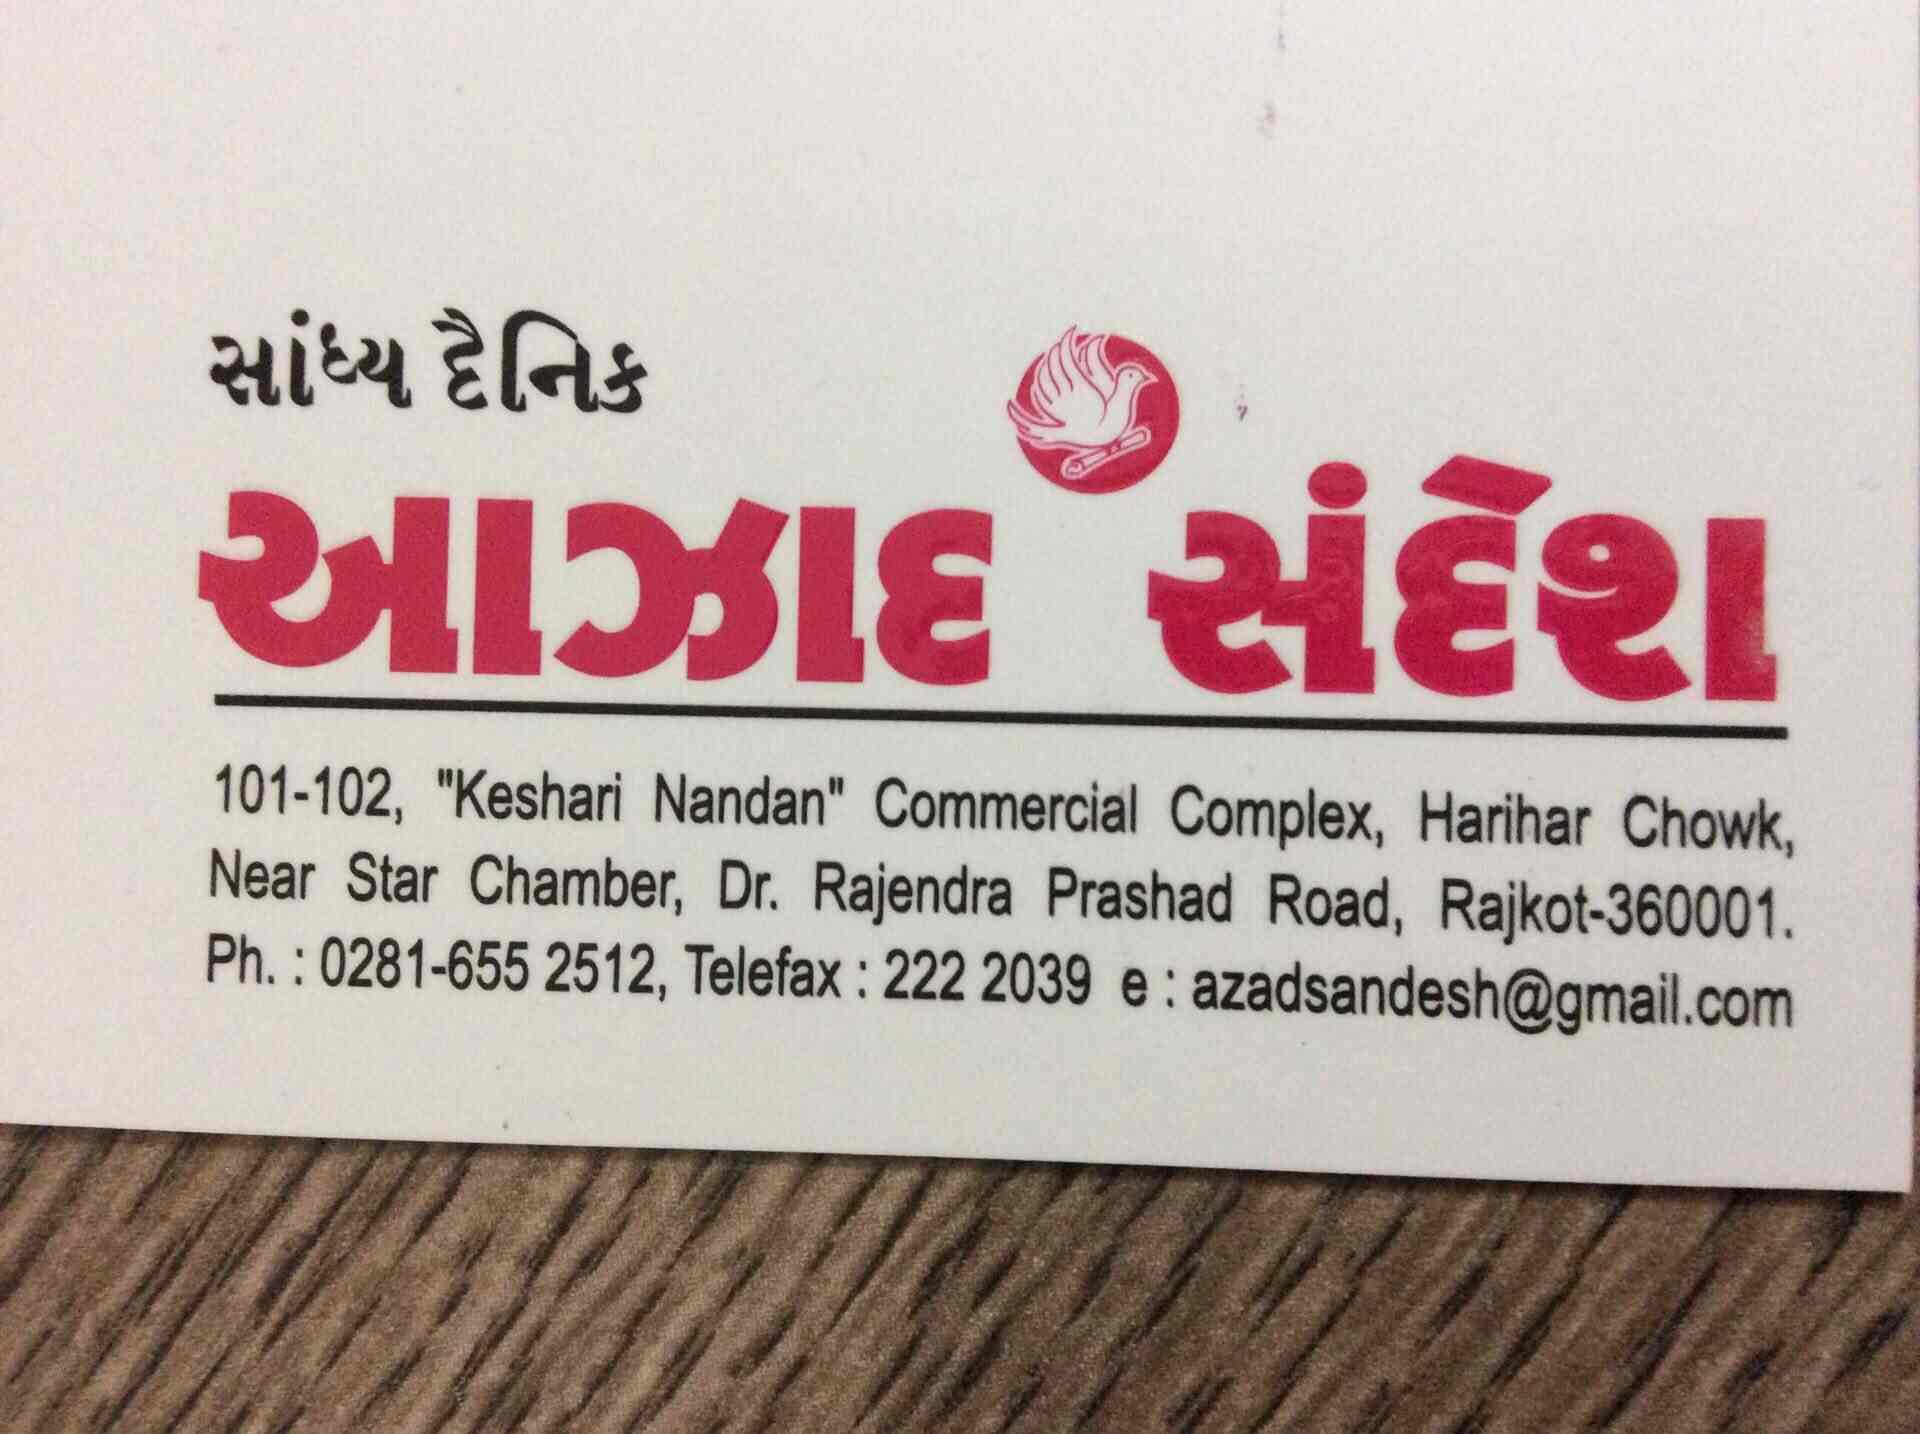 સાંધ્ય દૈનિક
આઝાદ સંદેશ
101-102, "Keshari Nandan" Commercial Complex, Harihar Chowk,
Near Star Chamber, Dr. Rajendra Prashad Road, Rajkot-360001.
Ph. : 0281-655 2512, Telefax : 222 2039 e : azadsandesh@gmail.com